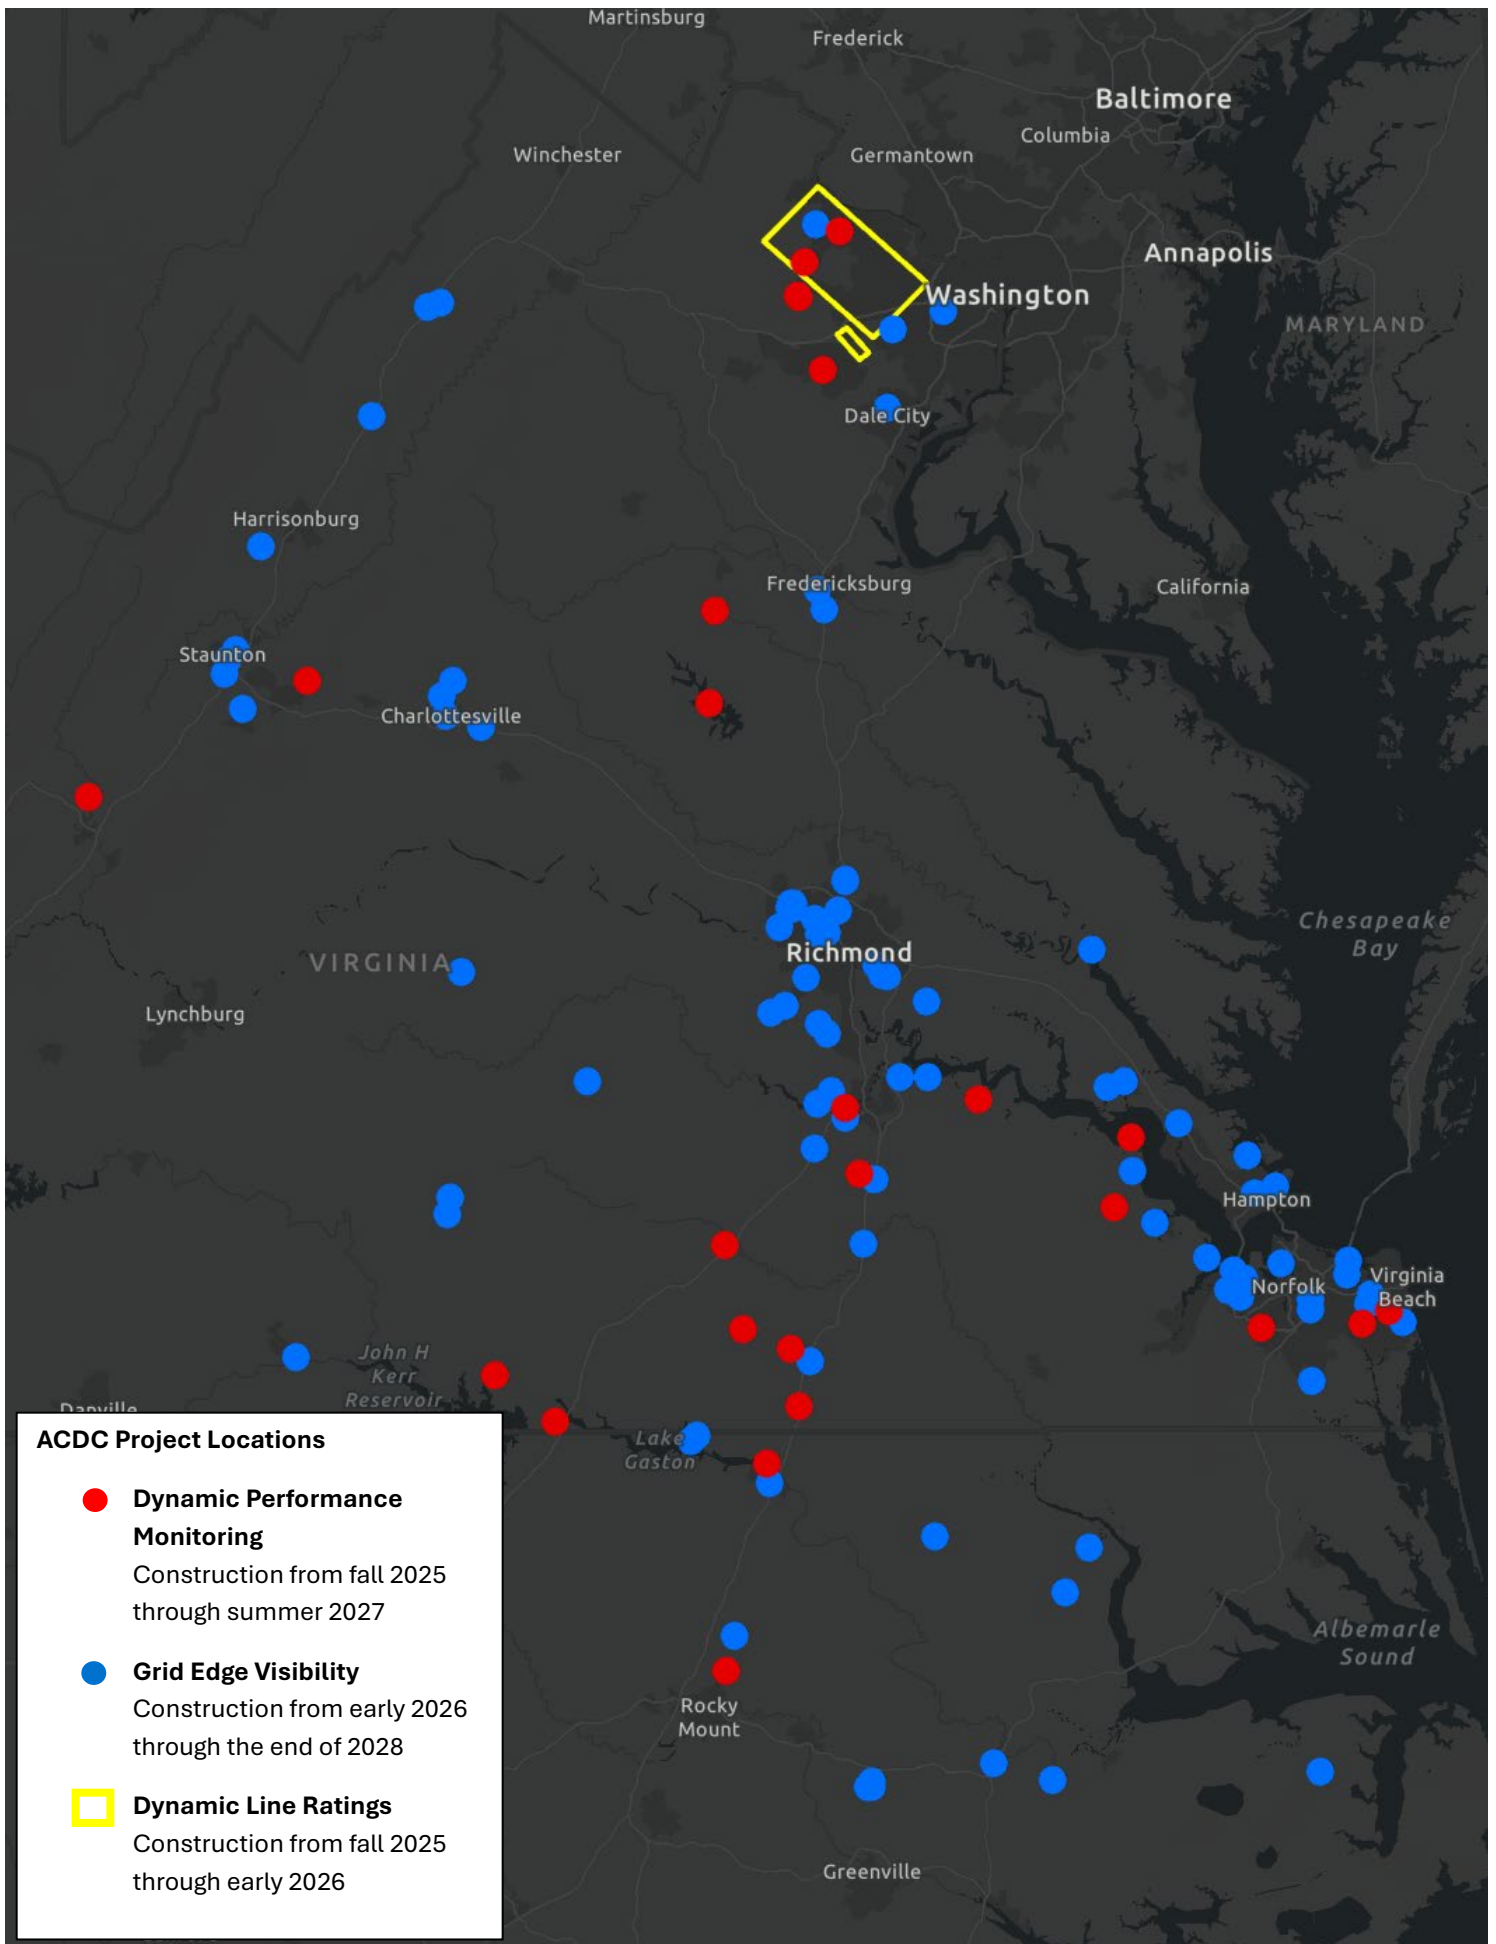 Martinsburg
Frederick
Baltimore
Columbia
Winchester
Germantown
Annapolis
Washington
MARYLAND
Dale City
Harrisonburg
Fredericksburg
California
Staunton
Charlottesville
Chesapeake
Bay
Richmond
VIRGINIA
Lynchburg
Hampton
Virginia
Beach
Norfolk
John H
Kerr
Reservoir
Danville
Lake
Gaston
ACDC Project Locations
Dynamic Performance
Monitoring
Construction from fall 2025
through summer 2027
Grid Edge Visibility
Construction from early 2026
through the end of 2028
Dynamic Line Ratings
Construction from fall 2025
through early 2026
Albemarle
Sound
Rocky
Mount
Greenville